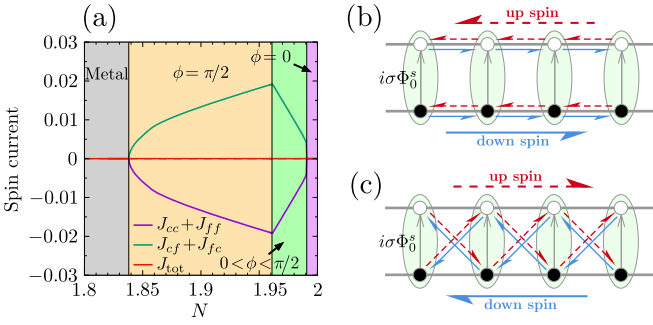 (a)
Spin current
0.03
0.02
0.01
0
−0.01
−0.02
−0.03
Metal
ϕ = π/2
ϕ = 0
J_cc + J_ff
J_cf + J_fc
J_tot
0 < ϕ < π/2
1.8
1.85
1.9
1.95
2
N
(b)
up spin
iσΦ₀ˢ
down spin
(c)
up spin
iσΦ₀ˢ
down spin